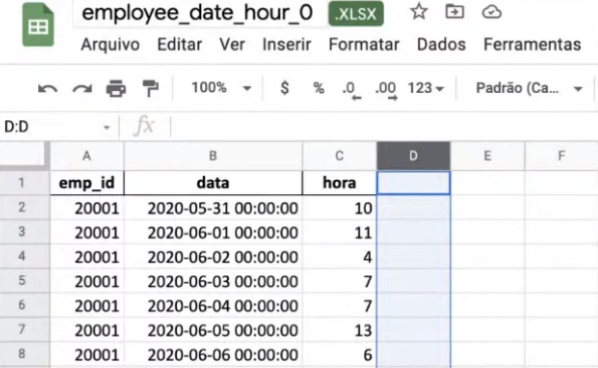 employee_date_hour_0 .XLSX
Arquivo Editar Ver Inserir Formatar Dados Ferramentas
100% $ % .0 .00 123 Padrão (Ca...
D:D fx
A B C D E F
1 emp_id data hora
2 20001 2020-05-31 00:00:00 10
3 20001 2020-06-01 00:00:00 11
4 20001 2020-06-02 00:00:00 4
5 20001 2020-06-03 00:00:00 7
6 20001 2020-06-04 00:00:00 7
7 20001 2020-06-05 00:00:00 13
8 20001 2020-06-06 00:00:00 6